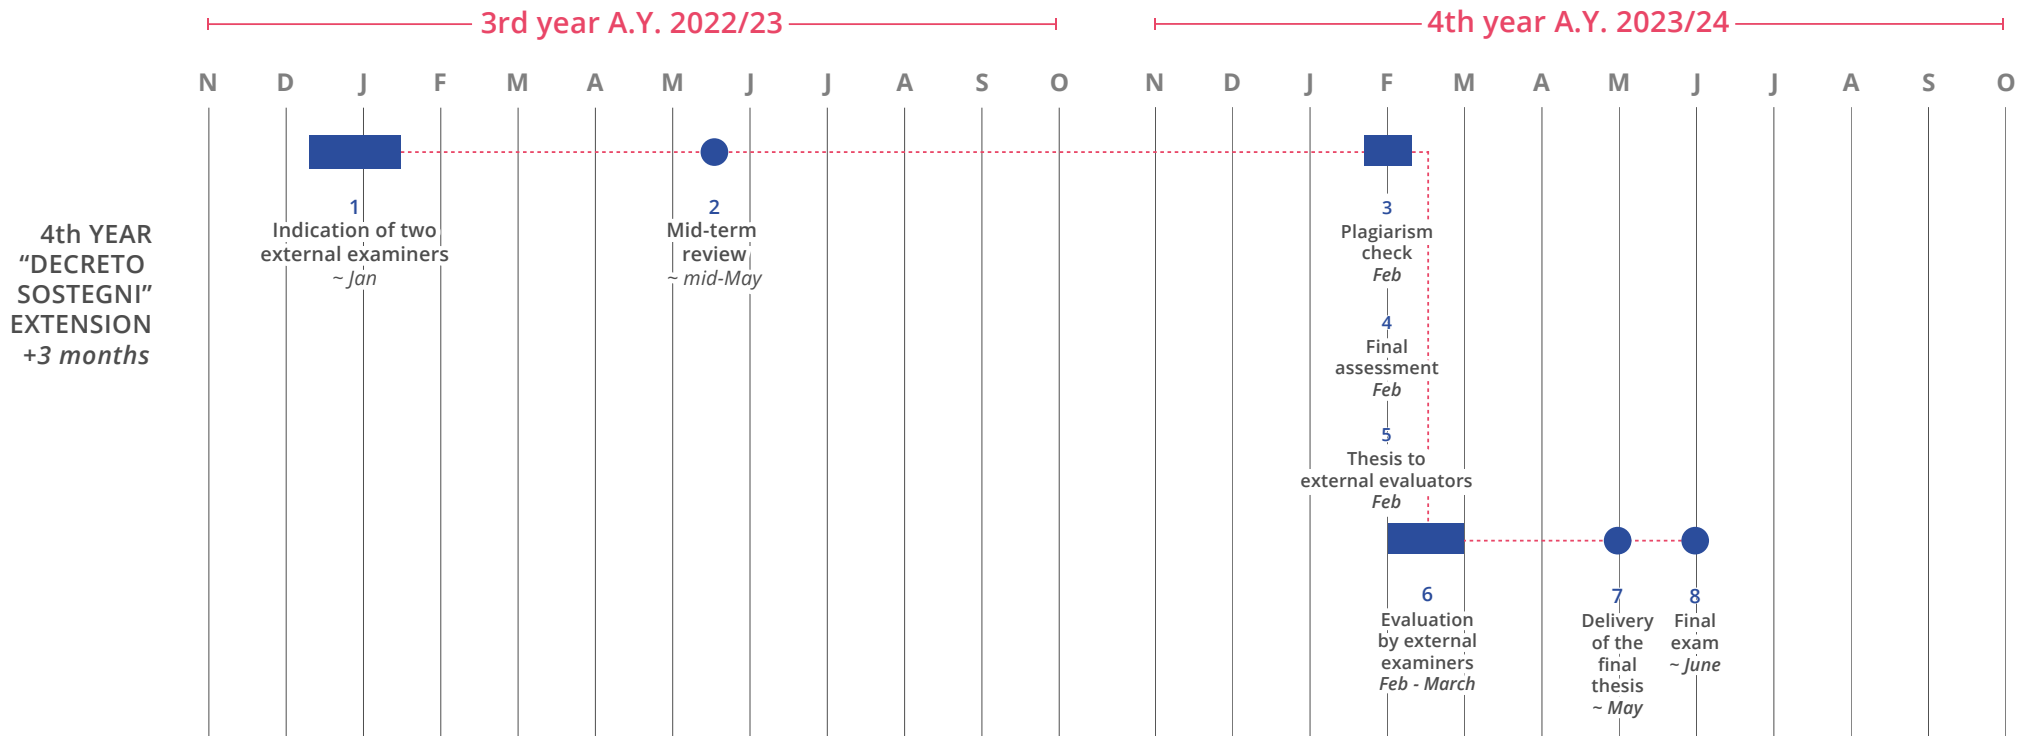 3rd year A.Y. 2022/23
4th year A.Y. 2023/24
N D J F M A M J J A S O N D J F M A M J J A S O
4th YEAR
“DECRETO
SOSTEGNI”
EXTENSION
+3 months
1
Indication of two
external examiners
~ Jan
2
Mid-term
review
~ mid-May
3
Plagiarism
check
Feb
4
Final
assessment
Feb
5
Thesis to
external evaluators
Feb
6
Evaluation
by external
examiners
Feb - March
7
Delivery
of the
final
thesis
~ May
8
Final
exam
~ June